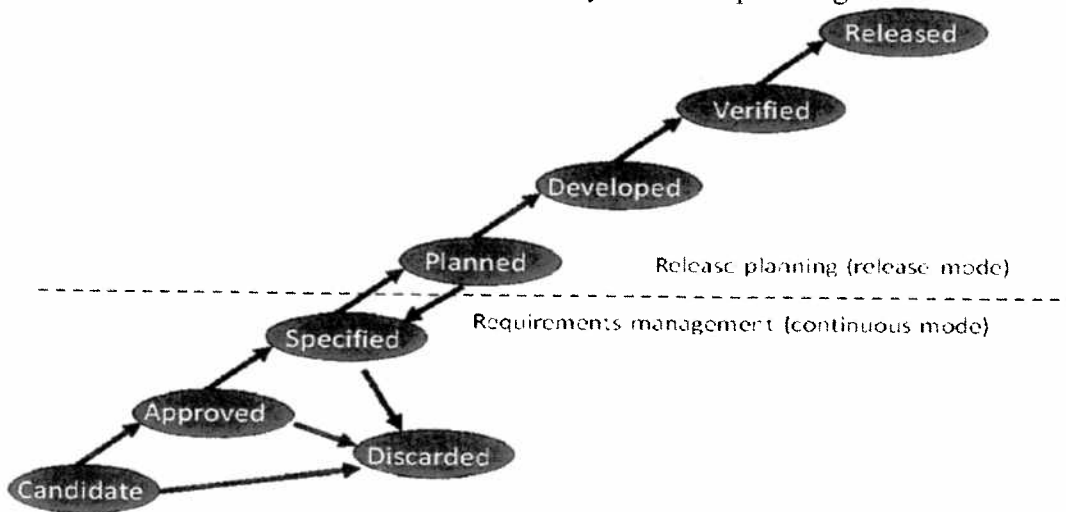 Released
Verified
Developed
Planned
Release planning (release mode)
Requirements management (continuous mode)
Specified
Approved
Discarded
Candidate